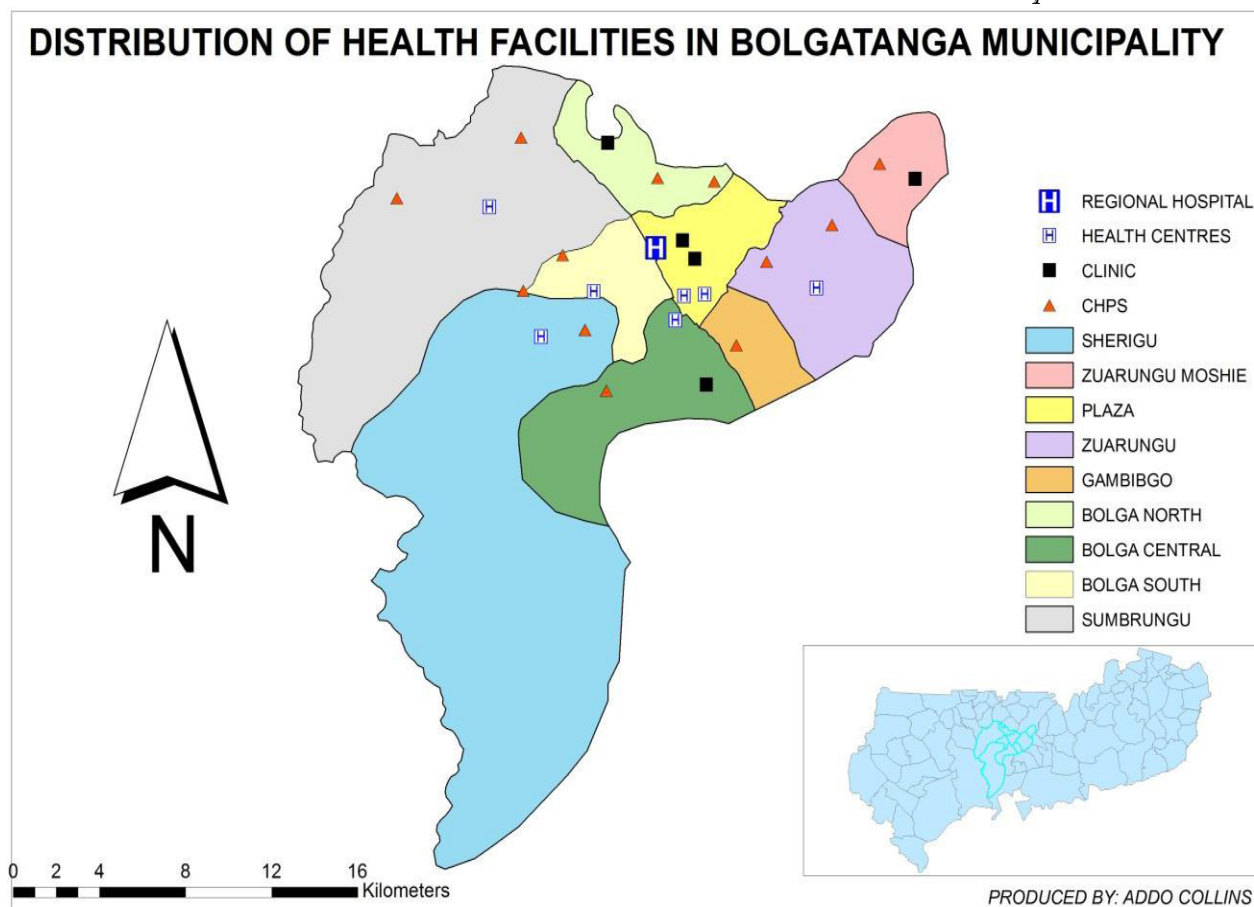 DISTRIBUTION OF HEALTH FACILITIES IN BOLGATANGA MUNICIPALITY
H REGIONAL HOSPITAL
H HEALTH CENTRES
CLINIC
CHPS
SHERIGU
ZUARUNGU MOSHIE
PLAZA
ZUARUNGU
GAMBIBGO
BOLGA NORTH
BOLGA CENTRAL
BOLGA SOUTH
SUMBRUNGU
H
H
H
H
H
H
H
H
N
0 2 4 8 12 16
Kilometers
PRODUCED BY: ADDO COLLINS